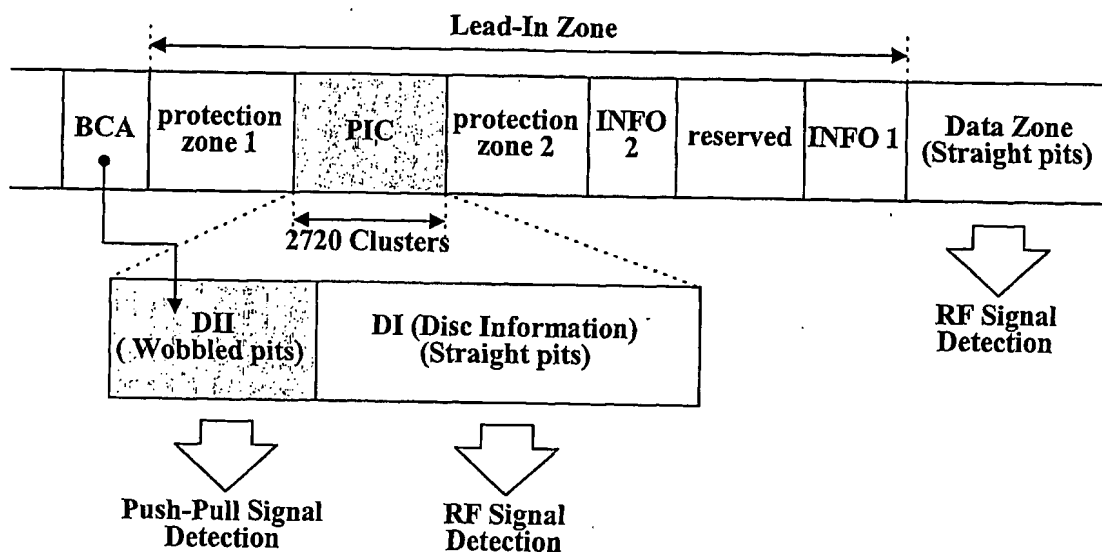 Lead-In Zone
BCA
protection
zone 1
PIC
protection
zone 2
INFO
2
reserved
INFO 1
Data Zone
(Straight pits)
2720 Clusters
DII
( Wobbled pits)
DI (Disc Information)
(Straight pits)
RF Signal
Detection
Push-Pull Signal
Detection
RF Signal
Detection